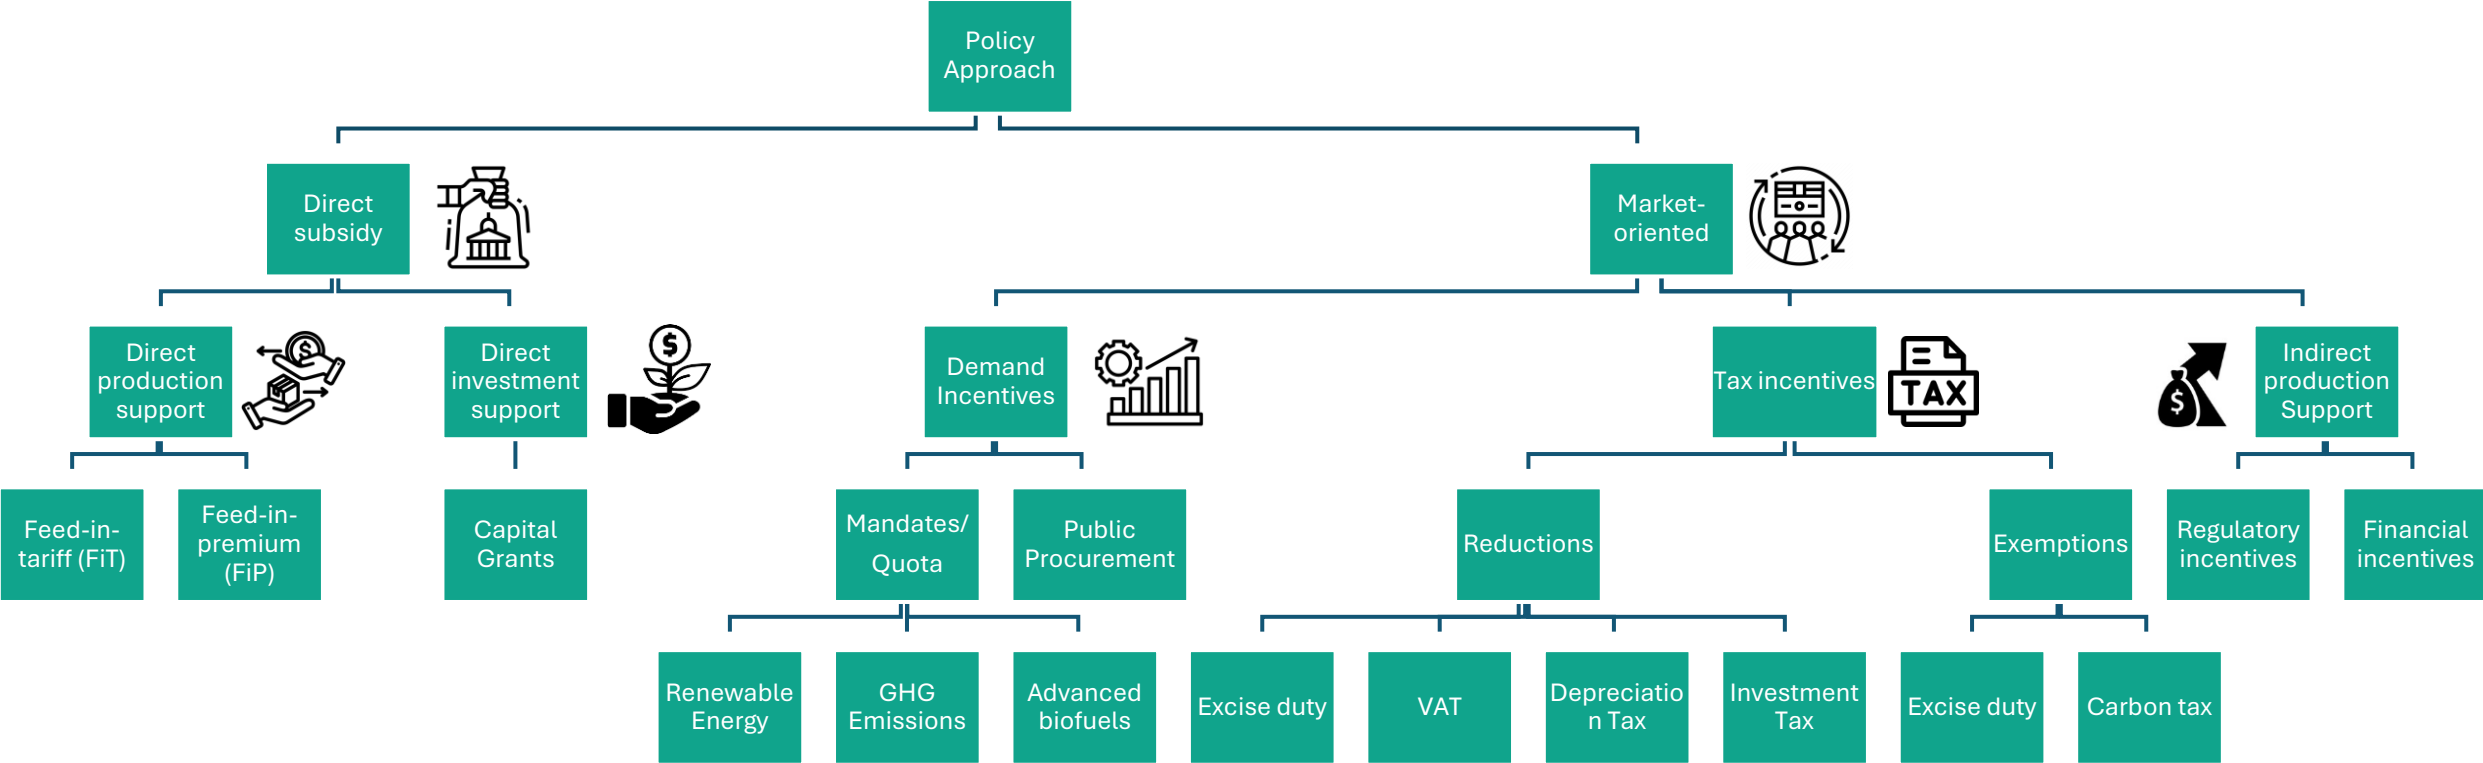 Policy
Approach
Direct
subsidy
Market-
oriented
Direct
production
support
$
Direct
investment
support
$
Demand
Incentives
Tax incentives
TAX
$
Indirect
production
Support
Feed-in-
tariff (FiT)
Feed-in-
premium
(FiP)
Capital
Grants
Mandates/
Quota
Public
Procurement
Reductions
Exemptions
Regulatory
incentives
Financial
incentives
Renewable
Energy
GHG
Emissions
Advanced
biofuels
Excise duty
VAT
Depreciatio
n Tax
Investment
Tax
Excise duty
Carbon tax